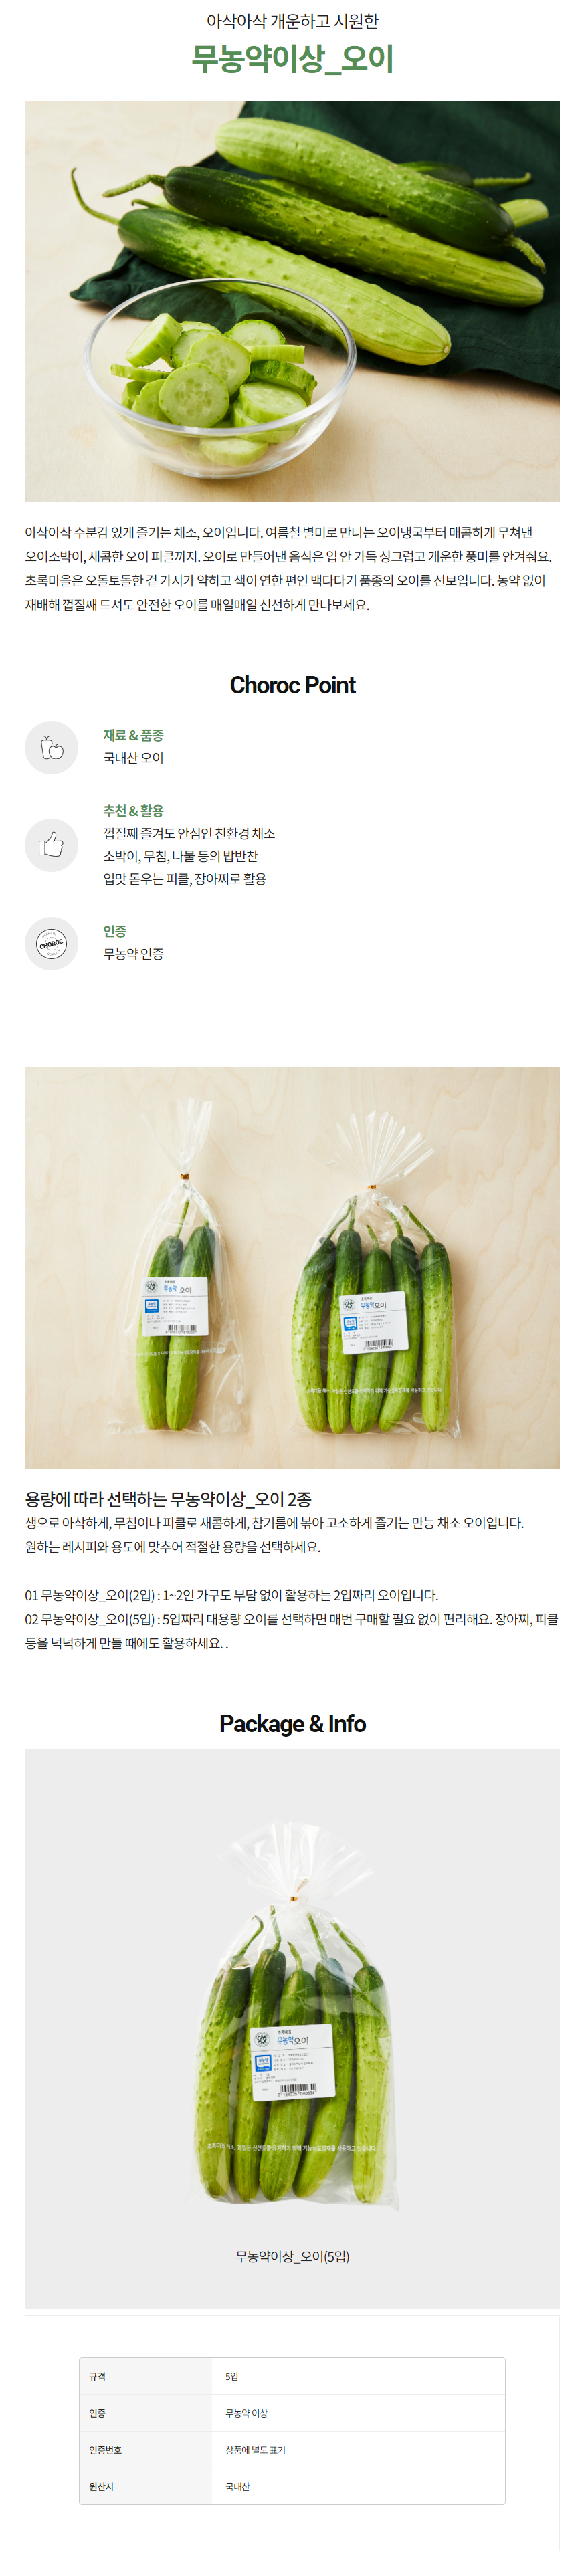 아삭아삭 개운하고 시원한
무농약이상_오이
아삭아삭 수분감 있게 즐기는 채소, 오이입니다. 여름철 별미로 만나는 오이냉국부터 매콤하게 무쳐낸
오이소박이, 새콤한 오이 피클까지. 오이로 만들어낸 음식은 입 안 가득 싱그럽고 개운한 풍미를 안겨줘요.
초록마을은 오돌토돌한 겉 가시가 약하고 색이 연한 편인 백다다기 품종의 오이를 선보입니다. 농약 없이
재배해 껍질째 드셔도 안전한 오이를 매일매일 신선하게 만나보세요.
Choroc Point
재료 & 품종
국내산 오이
추천 & 활용
껍질째 즐겨도 안심인 친환경 채소
소박이, 무침, 나물 등의 밥반찬
입맛 돋우는 피클, 장아찌로 활용
CHOROC
인증
무농약 인증
무농약 오이
무농약오이
용량에 따라 선택하는 무농약이상_오이 2종
생으로 아삭하게, 무침이나 피클로 새콤하게, 참기름에 볶아 고소하게 즐기는 만능 채소 오이입니다.
원하는 레시피와 용도에 맞추어 적절한 용량을 선택하세요.
01 무농약이상_오이(2입) : 1~2인 가구도 부담 없이 활용하는 2입짜리 오이입니다.
02 무농약이상_오이(5입) : 5입짜리 대용량 오이를 선택하면 매번 구매할 필요 없이 편리해요. 장아찌, 피클
등을 넉넉하게 만들 때에도 활용하세요. .
Package & Info
무농약오이
무농약이상_오이(5입)
규격 5입
인증 무농약 이상
인증번호 상품에 별도 표기
원산지 국내산